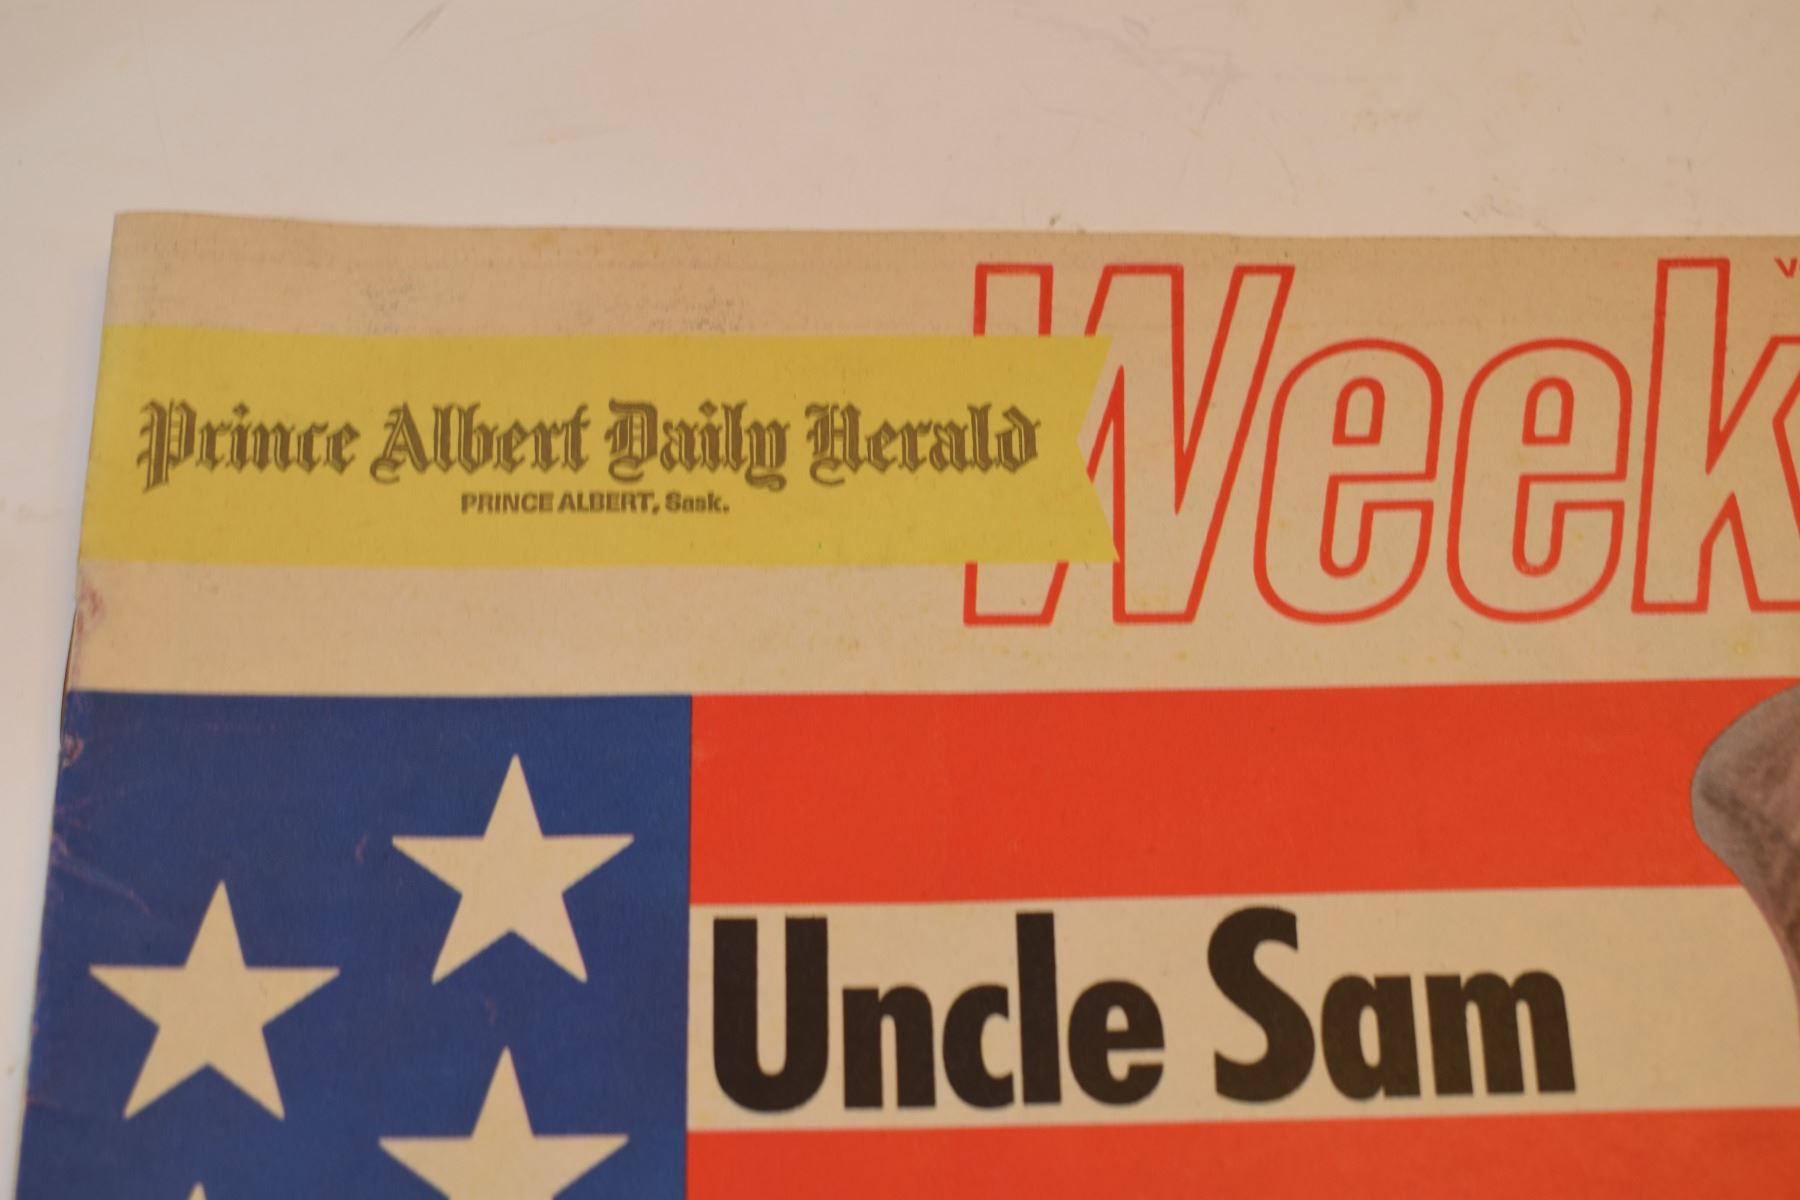 Prince Albert Daily Herald
PRINCE ALBERT, Sask.
Week
Uncle Sam